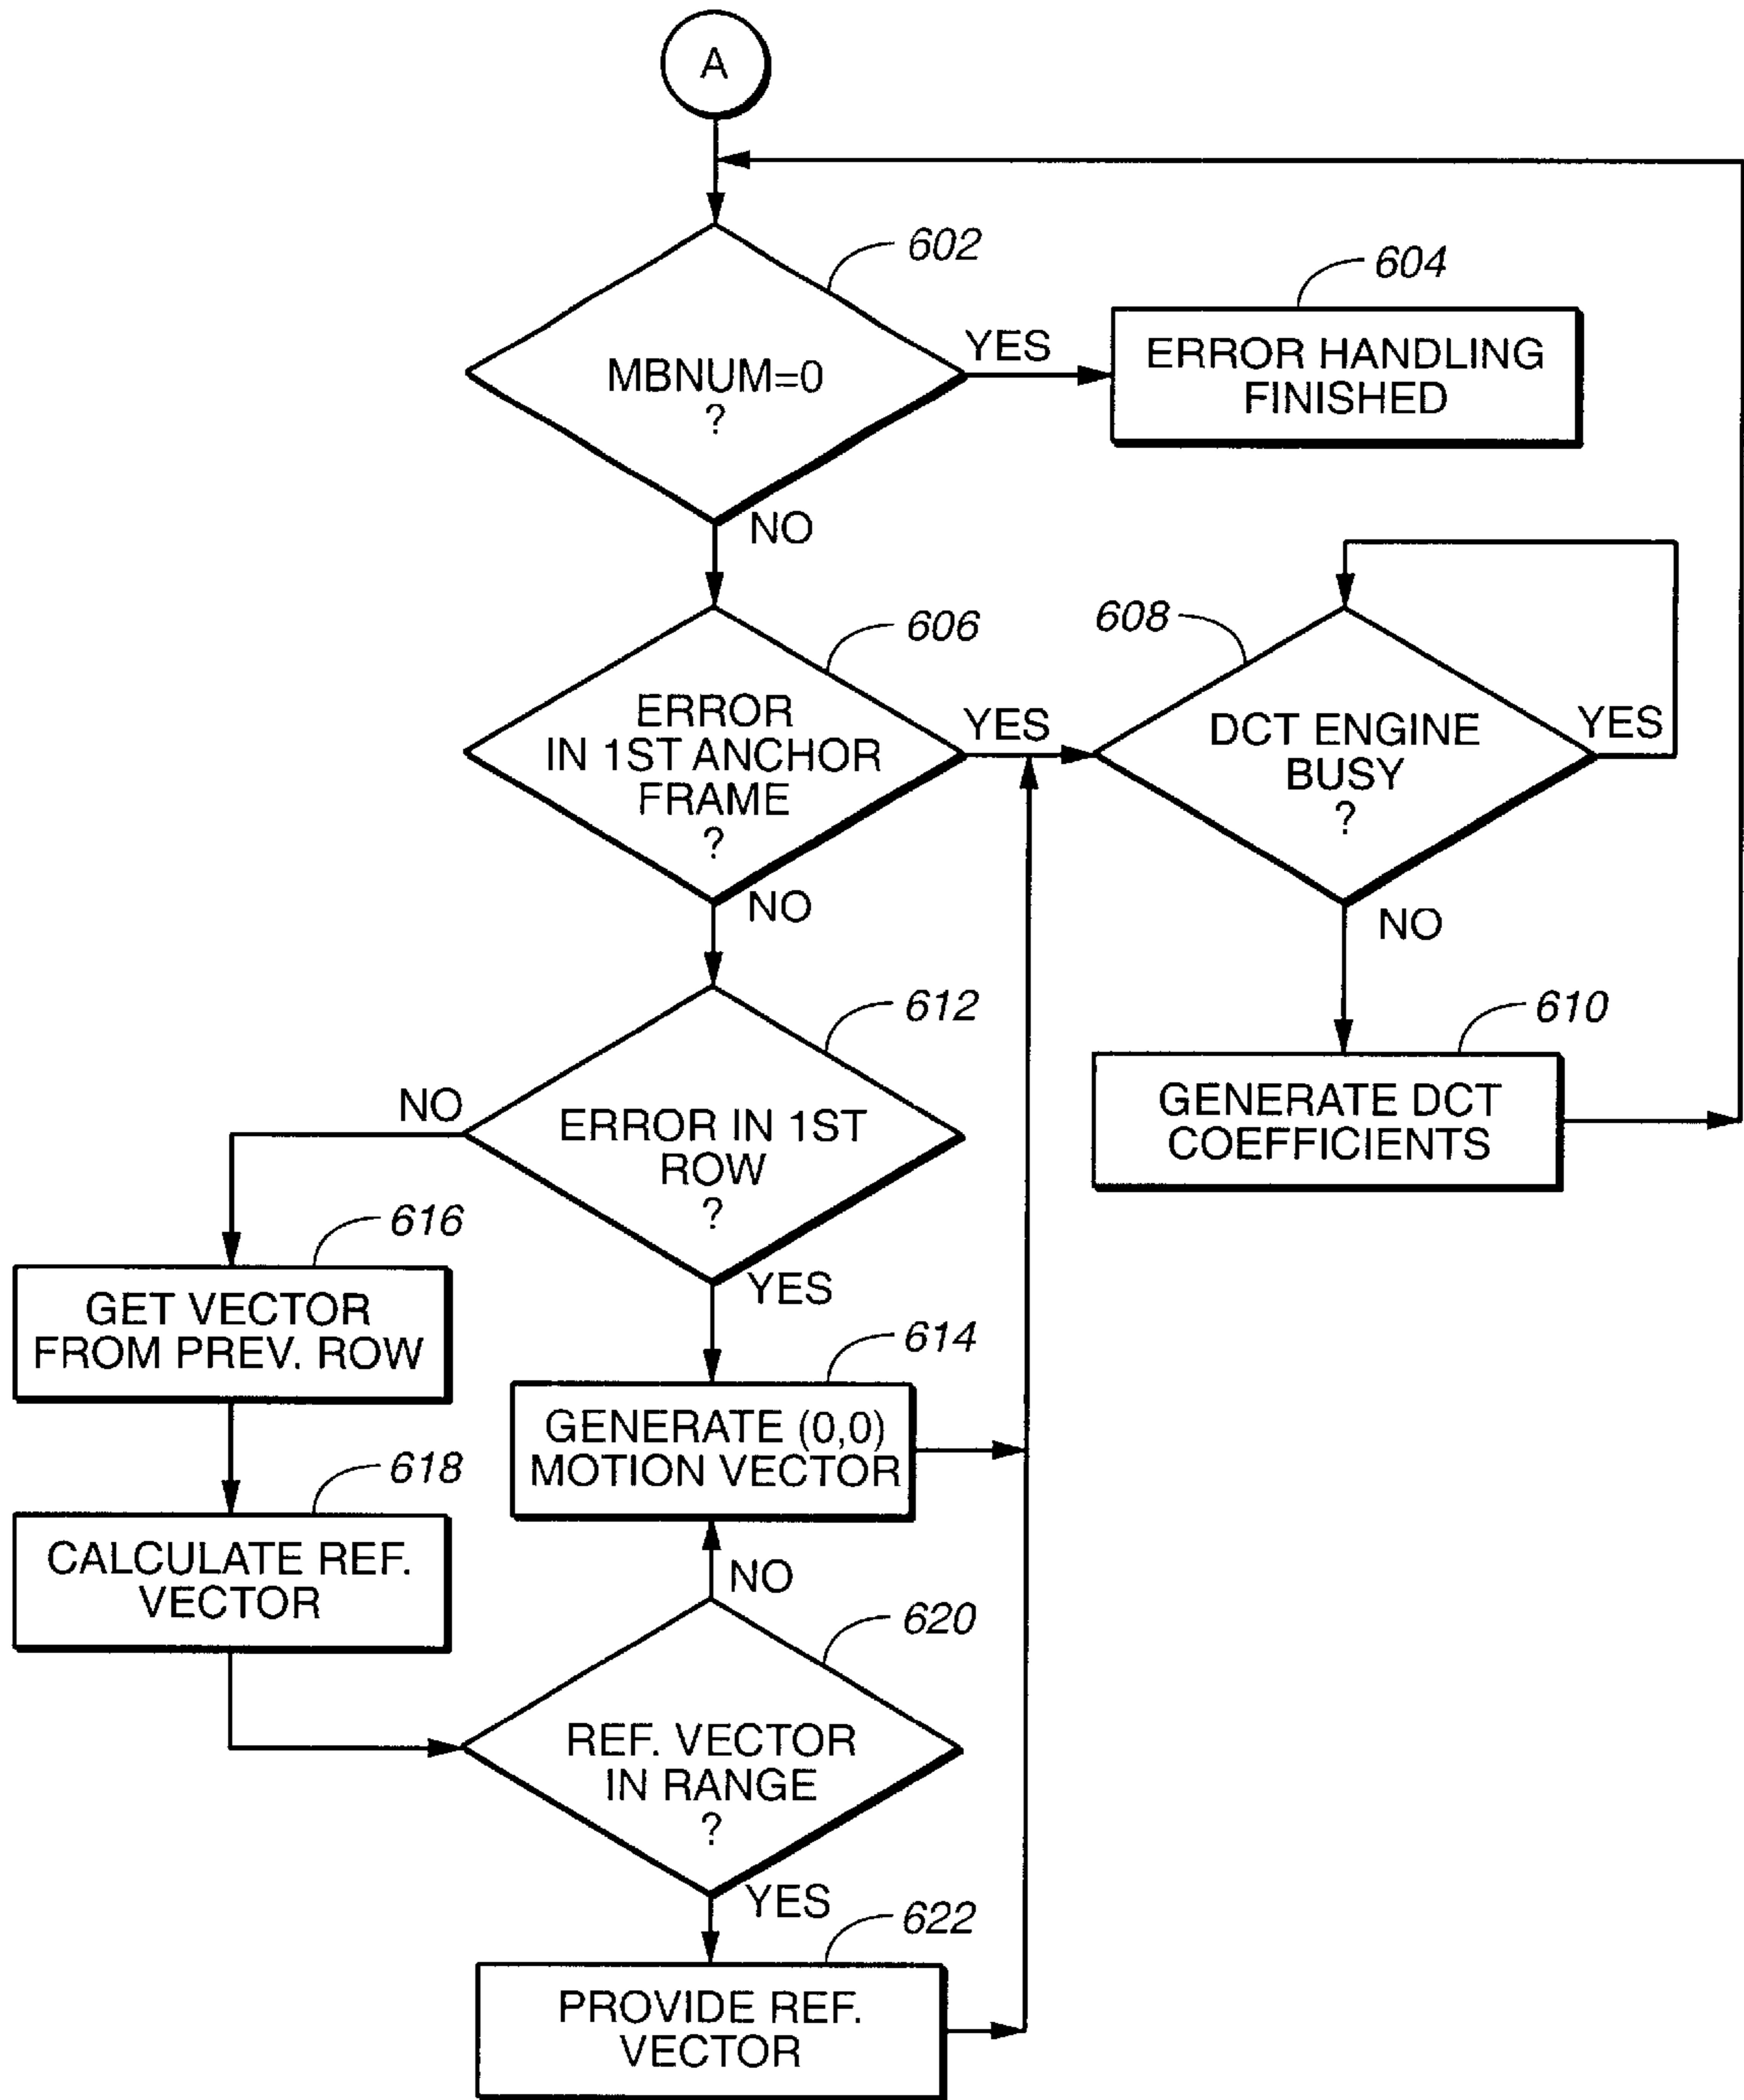 A
602
MBNUM=0
?
YES
604
ERROR HANDLING
FINISHED
NO
606
ERROR
IN 1ST ANCHOR
FRAME
?
YES
608
DCT ENGINE
BUSY
?
YES
NO
NO
610
GENERATE DCT
COEFFICIENTS
612
ERROR IN 1ST
ROW
?
NO
YES
616
GET VECTOR
FROM PREV. ROW
614
GENERATE (0,0)
MOTION VECTOR
618
CALCULATE REF.
VECTOR
NO
620
REF. VECTOR
IN RANGE
?
YES
622
PROVIDE REF.
VECTOR